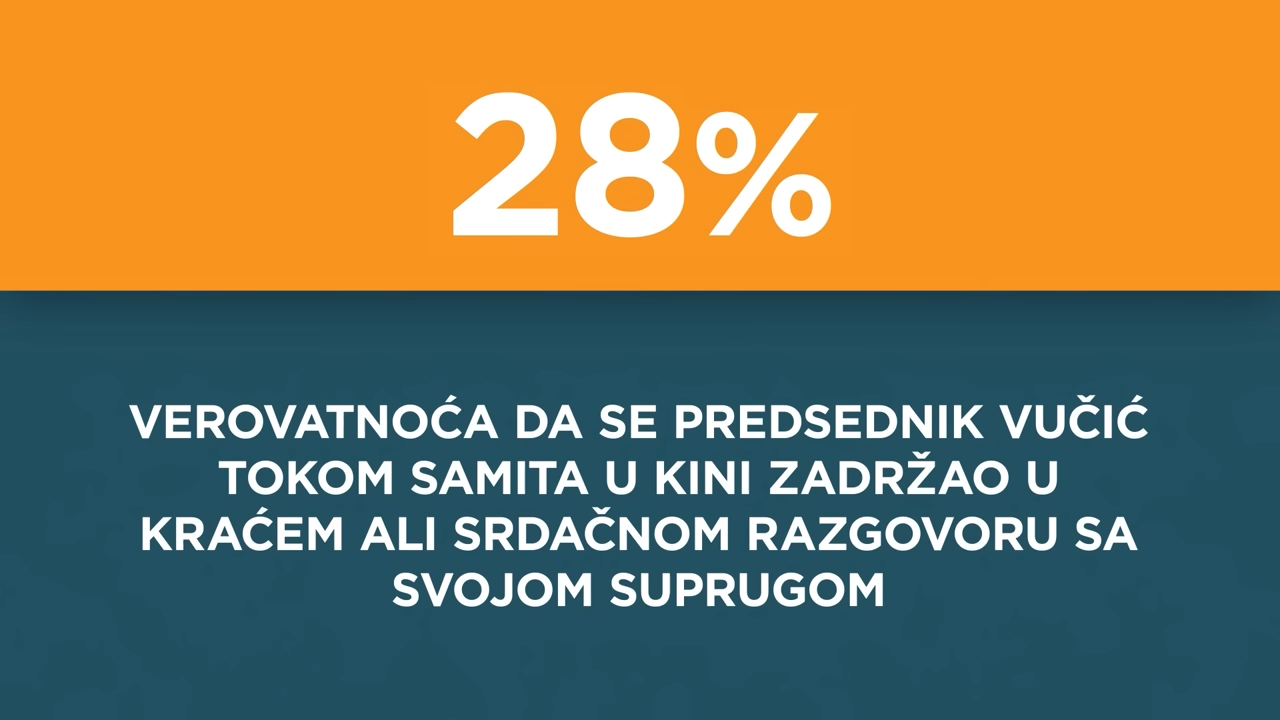 28%
VEROVATNOĆA DA SE PREDSEDNIK VUČIĆ
TOKOM SAMITA U KINI ZADRŽAO U
KRAĆEM ALI SRDAČNOM RAZGOVORU SA
SVOJOM SUPRUGOM